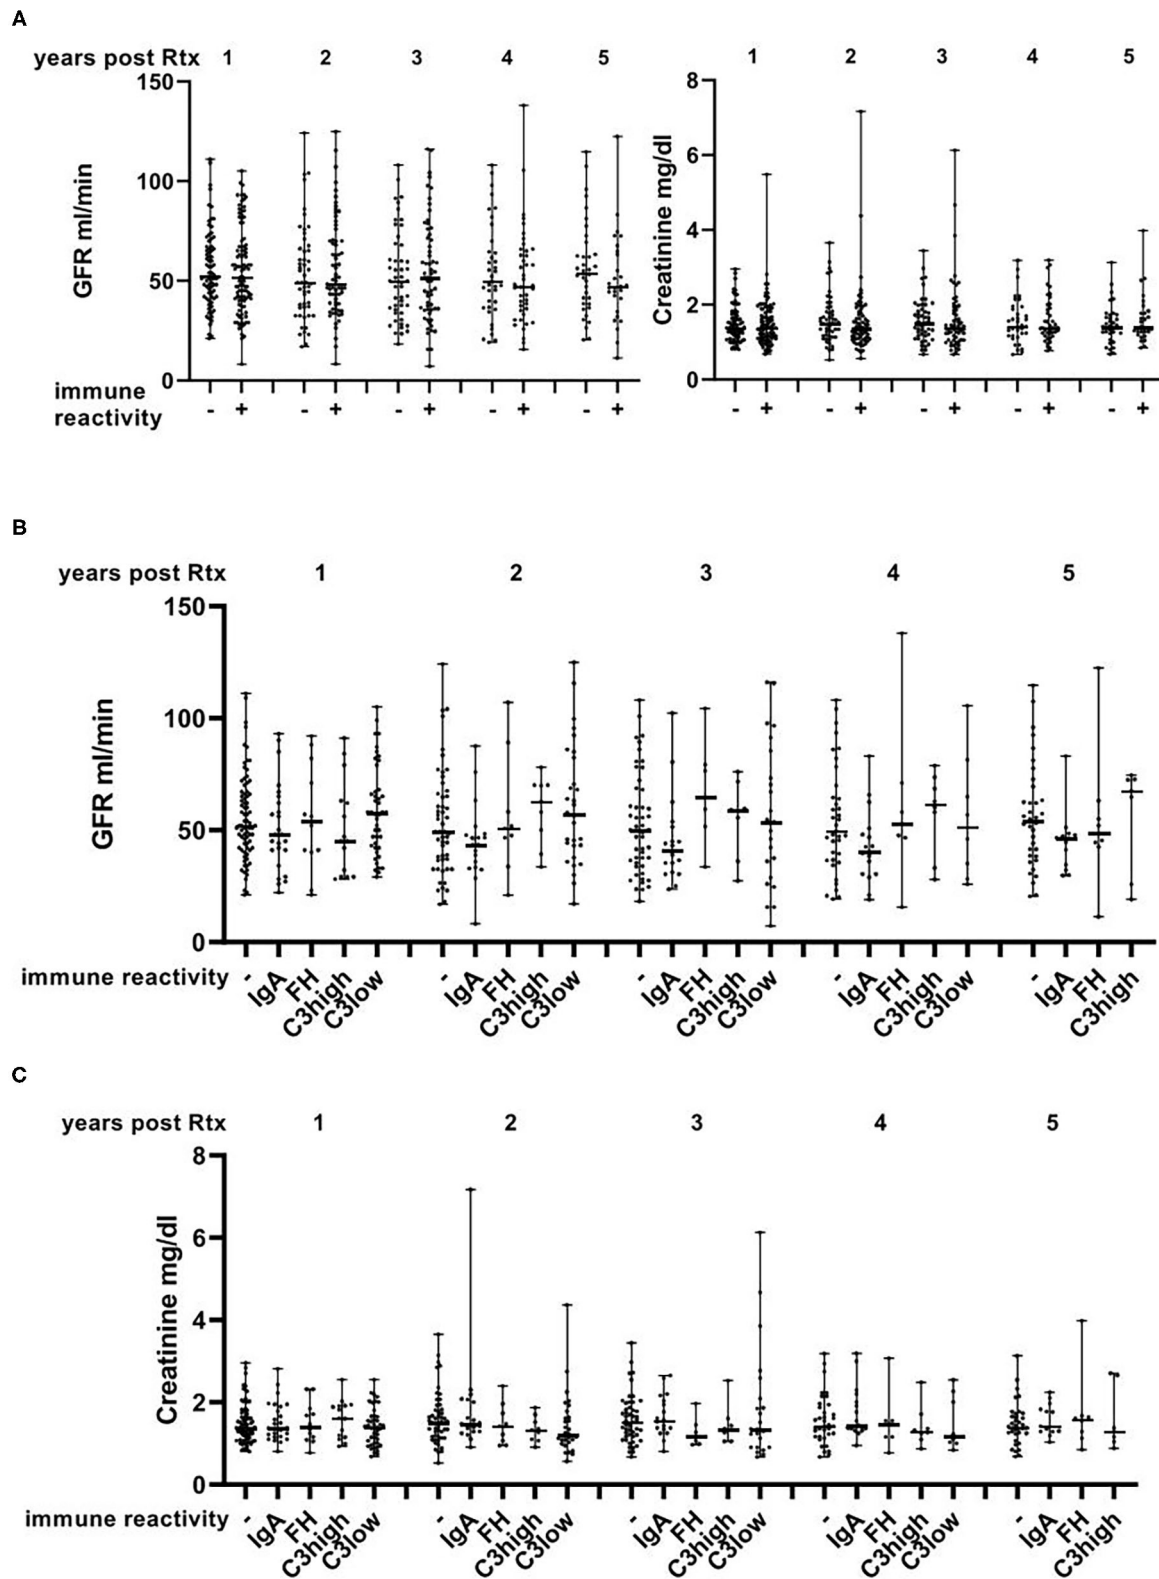 A
years post Rtx 1 2 3 4 5
150
100
50
0
GFR ml/min
immune
reactivity - + - + - + - + - +
1 2 3 4 5
8
6
4
2
0
Creatinine mg/dl
- + - + - + - + - +
B
years post Rtx 1 2 3 4 5
150
100
50
0
GFR ml/min
immune reactivity - IgA FH C3high C3low - IgA FH C3high C3low - IgA FH C3high C3low - IgA FH C3high C3low - IgA FH C3high
C
years post Rtx 1 2 3 4 5
8
6
4
2
0
Creatinine mg/dl
immune reactivity - IgA FH C3high C3low - IgA FH C3high C3low - IgA FH C3high C3low - IgA FH C3high C3low - IgA FH C3high